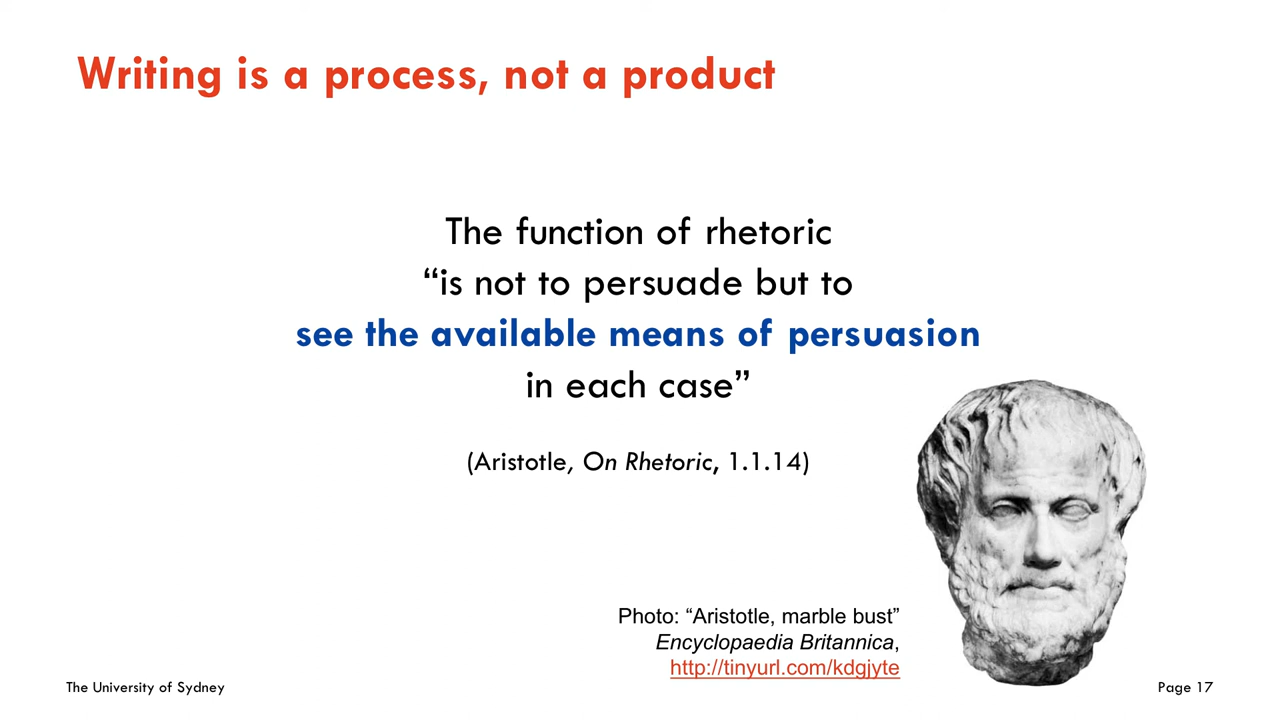 Writing is a process, not a product
The function of rhetoric
“is not to persuade but to
see the available means of persuasion
in each case”
(Aristotle, On Rhetoric, 1.1.14)
Photo: “Aristotle, marble bust”
Encyclopaedia Britannica,
http://tinyurl.com/kdgjyte
The University of Sydney
Page 17